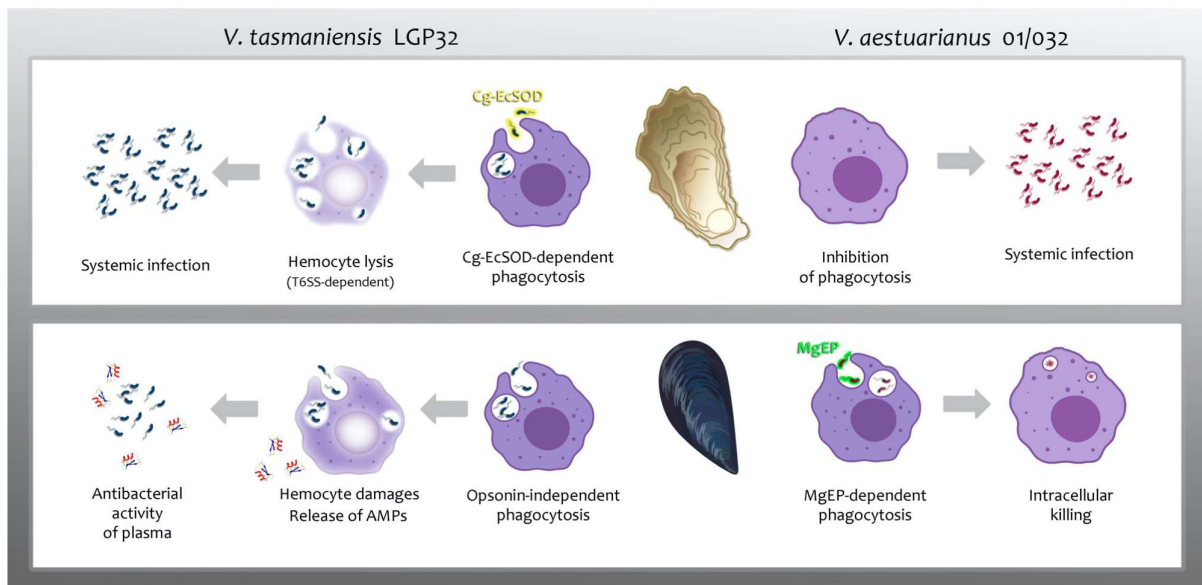 V. tasmaniensis LGP32
V. aestuarianus 01/032
Cg-EcSOD
Systemic infection
Hemocyte lysis
(T6SS-dependent)
Cg-EcSOD-dependent
phagocytosis
Inhibition
of phagocytosis
Systemic infection
MgEP
Antibacterial
activity
of plasma
Hemocyte damages
Release of AMPs
Opsonin-independent
phagocytosis
MgEP-dependent
phagocytosis
Intracellular
killing